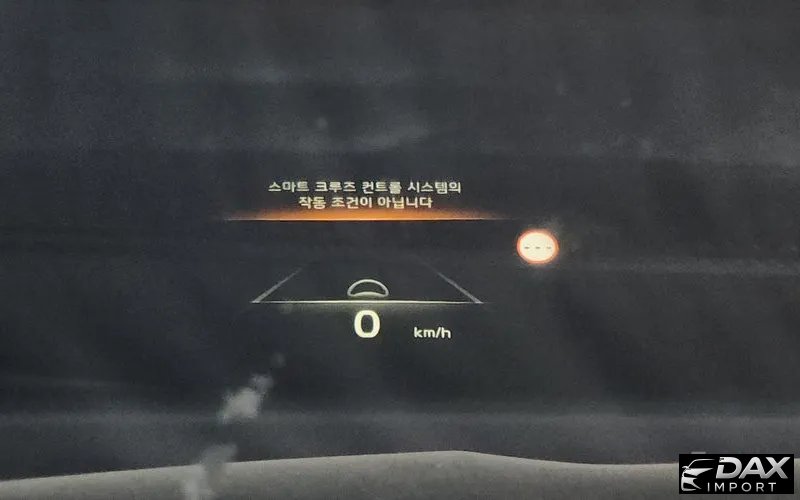 스마트 크루즈 컨트롤 시스템의
작동 조건이 아닙니다
---
0 km/h
DAX
IMPORT